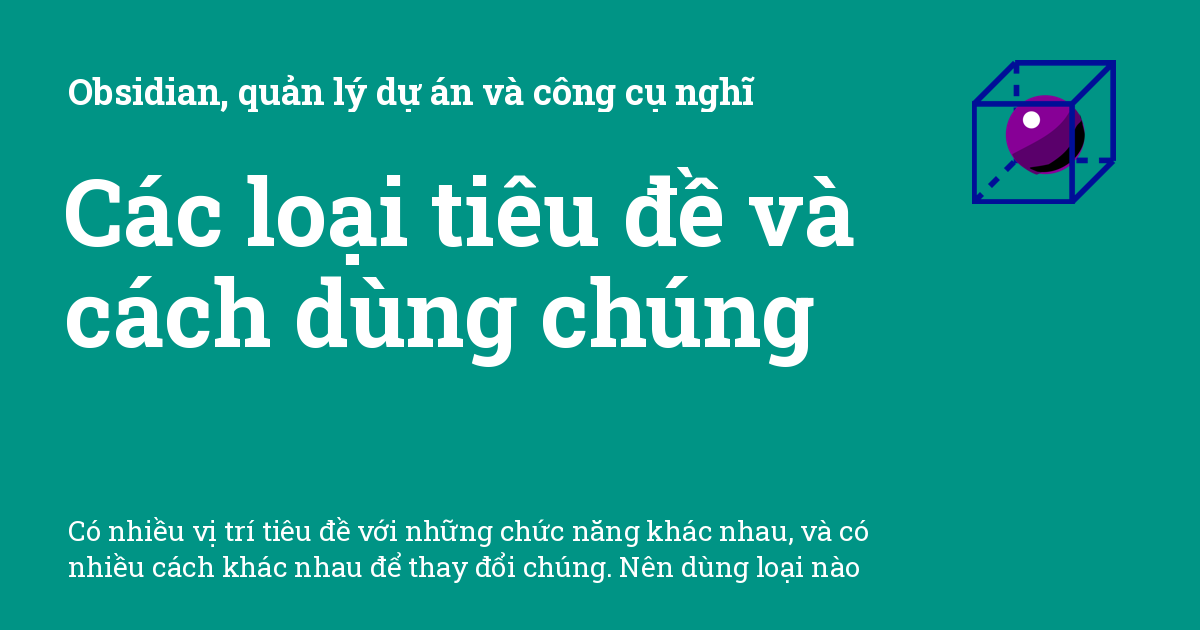 Obsidian, quản lý dự án và công cụ nghĩ
Các loại tiêu đề và
cách dùng chúng
Có nhiều vị trí tiêu đề với những chức năng khác nhau, và có
nhiều cách khác nhau để thay đổi chúng. Nên dùng loại nào